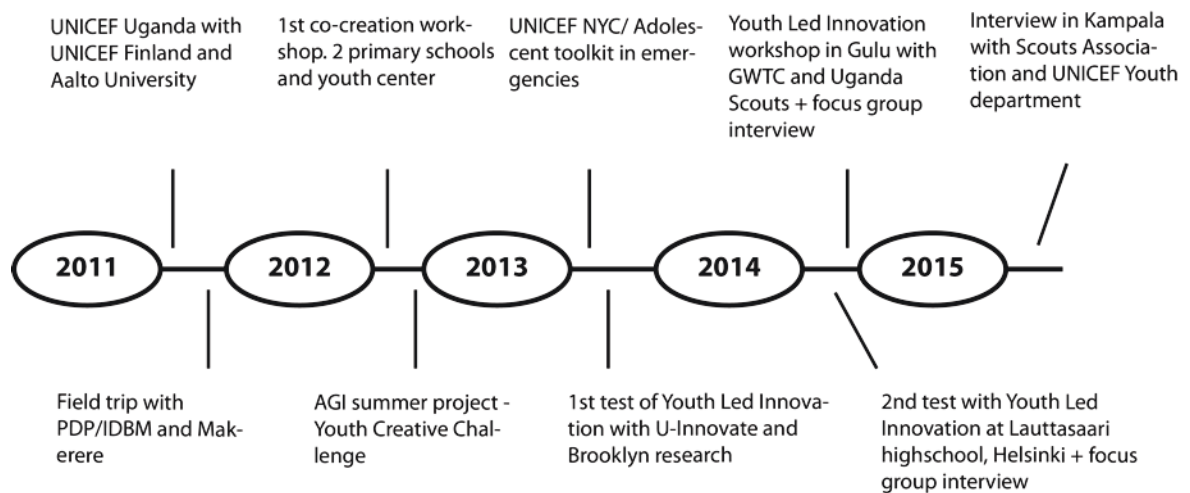 UNICEF Uganda with
UNICEF Finland and
Aalto University
1st co-creation work-
shop. 2 primary schools
and youth center
UNICEF NYC/ Adoles-
cent toolkit in emer-
gencies
Youth Led Innovation
workshop in Gulu with
GWTC and Uganda
Scouts + focus group
interview
Interview in Kampala
with Scouts Associa-
tion and UNICEF Youth
department
2011
2012
2013
2014
2015
Field trip with
PDP/IDBM and Mak-
erere
AGI summer project -
Youth Creative Chal-
lenge
1st test of Youth Led Innova-
tion with U-Innovate and
Brooklyn research
2nd test with Youth Led
Innovation at Lauttasaari
highschool, Helsinki + focus
group interview